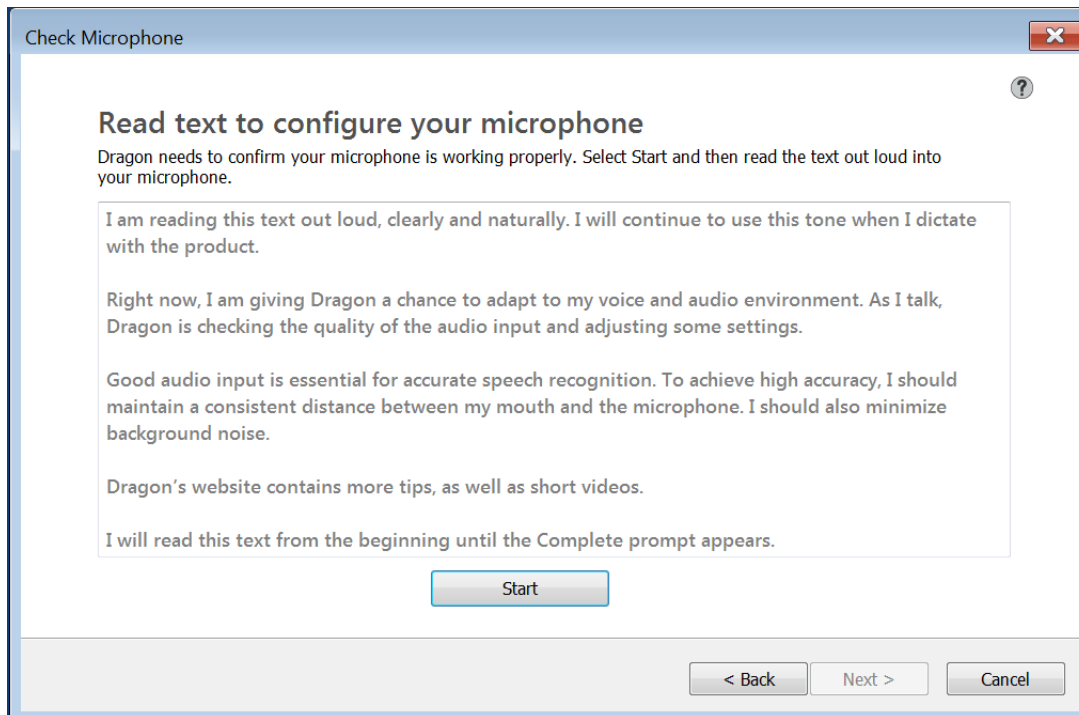 Check Microphone
?
Read text to configure your microphone
Dragon needs to confirm your microphone is working properly. Select Start and then read the text out loud into
your microphone.
I am reading this text out loud, clearly and naturally. I will continue to use this tone when I dictate
with the product.
Right now, I am giving Dragon a chance to adapt to my voice and audio environment. As I talk,
Dragon is checking the quality of the audio input and adjusting some settings.
Good audio input is essential for accurate speech recognition. To achieve high accuracy, I should
maintain a consistent distance between my mouth and the microphone. I should also minimize
background noise.
Dragon’s website contains more tips, as well as short videos.
I will read this text from the beginning until the Complete prompt appears.
Start
< Back
Next >
Cancel